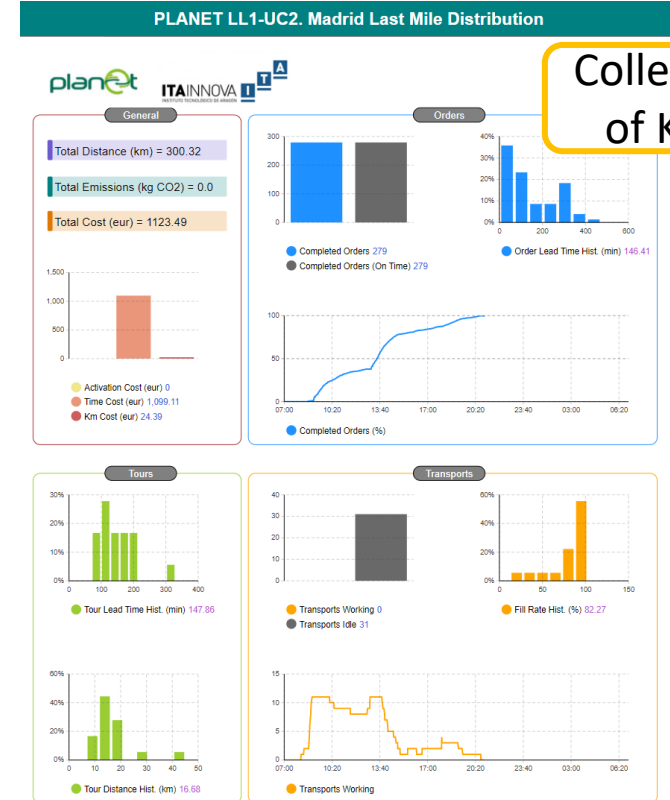 PLANET LL1-UC2. Madrid Last Mile Distribution
planet
ITAINNOVA
INSTITUTO TECNOLÓGICO DE ARAGÓN
I T A
Colle
of K
General
Total Distance (km) = 300.32
Total Emissions (kg CO2) = 0.0
Total Cost (eur) = 1123.49
1,500
1,000
500
0
Activation Cost (eur) 0
Time Cost (eur) 1,099.11
Km Cost (eur) 24.39
Orders
300
200
100
0
Completed Orders 279
Completed Orders (On Time) 279
40%
30%
20%
10%
0%
0 200 400 600
Order Lead Time Hist. (min) 146.41
100
50
0
07:00 10:20 13:40 17:00 20:20 23:40 03:00 06:20
Completed Orders (%)
Tours
30%
20%
10%
0%
0 100 200 300 400
Tour Lead Time Hist. (min) 147.86
60%
40%
20%
0%
0 10 20 30 40 50
Tour Distance Hist. (km) 16.68
Transports
40
30
20
10
0
Transports Working 0
Transports Idle 31
60%
40%
20%
0%
0 50 100 150
Fill Rate Hist. (%) 82.27
15
10
5
0
07:00 10:20 13:40 17:00 20:20 23:40 03:00 06:20
Transports Working